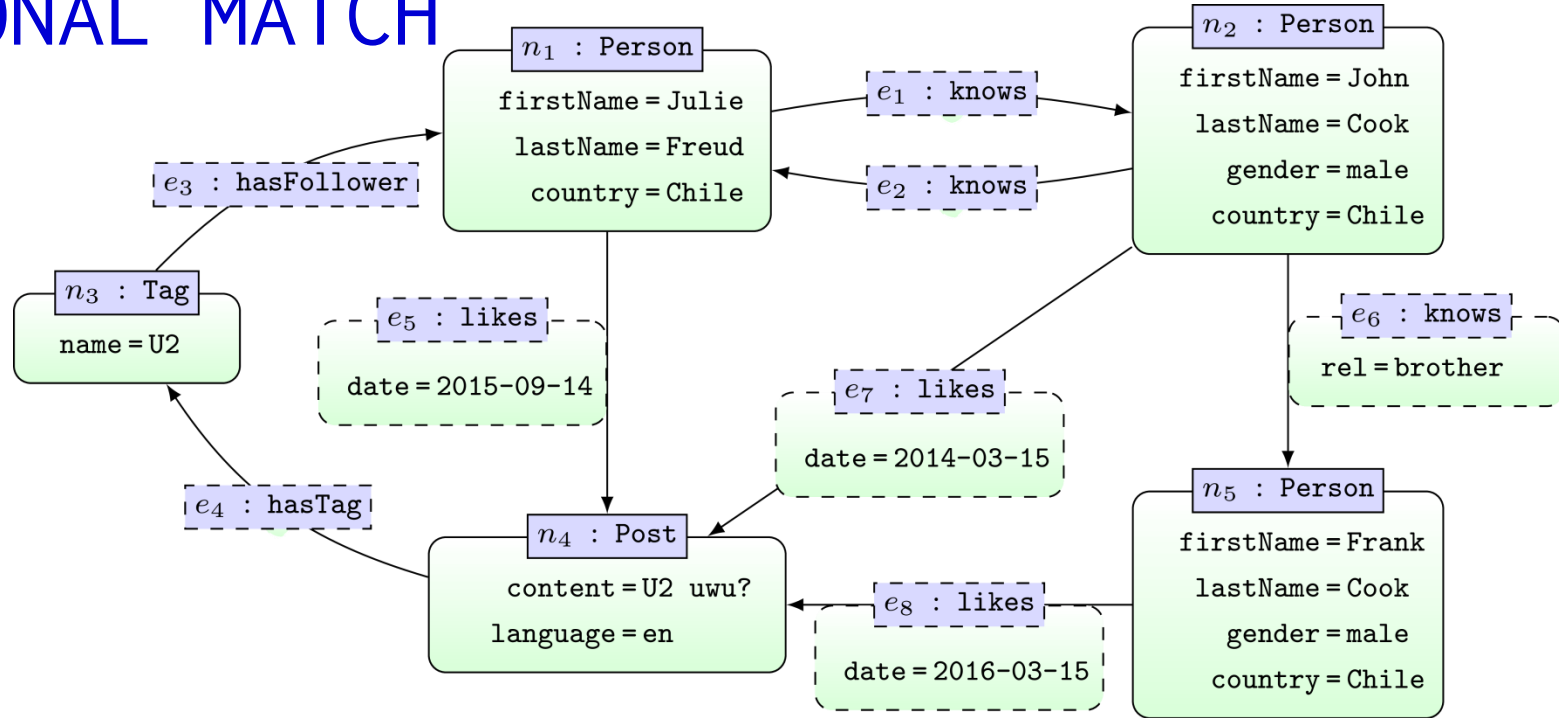 ONAL MATCH
n1 : Person
firstName = Julie
lastName = Freud
country = Chile
e1 : knows
e2 : knows
n2 : Person
firstName = John
lastName = Cook
gender = male
country = Chile
e3 : hasFollower
n3 : Tag
name = U2
e5 : likes
date = 2015-09-14
e7 : likes
date = 2014-03-15
e6 : knows
rel = brother
e4 : hasTag
n4 : Post
content = U2 uwu?
language = en
e8 : likes
date = 2016-03-15
n5 : Person
firstName = Frank
lastName = Cook
gender = male
country = Chile